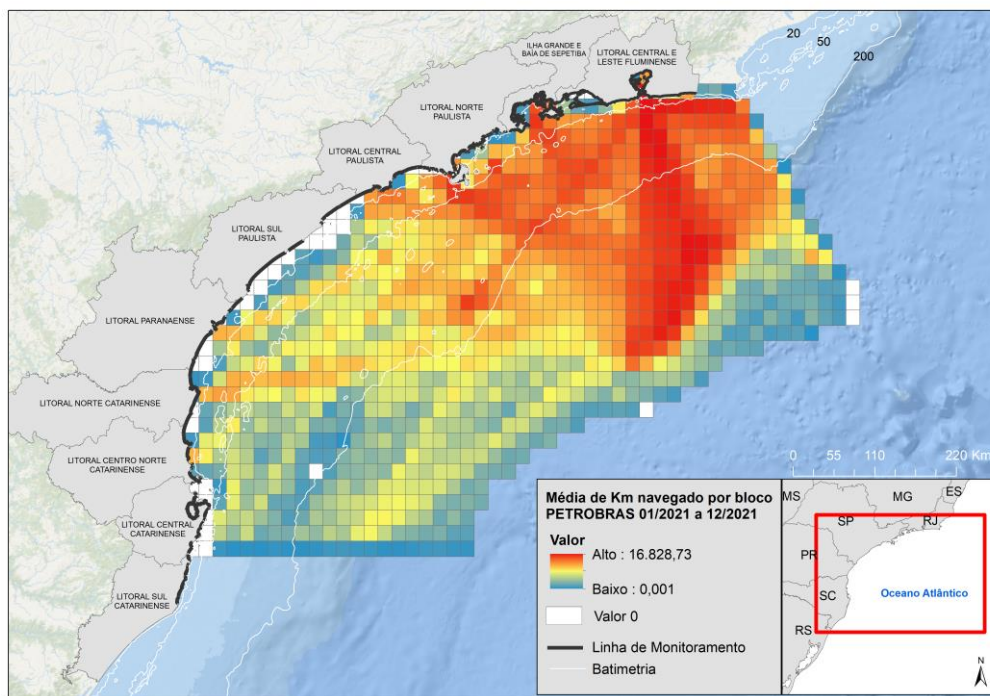 20
50
200
ILHA GRANDE E
BAÍA DE SEPETIBA
LITORAL CENTRAL E
LESTE FLUMINENSE
LITORAL NORTE
PAULISTA
LITORAL CENTRAL
PAULISTA
LITORAL SUL
PAULISTA
LITORAL PARANAENSE
LITORAL NORTE CATARINENSE
LITORAL CENTRO NORTE
CATARINENSE
LITORAL CENTRAL
CATARINENSE
LITORAL SUL
CATARINENSE
0 55 110 220 Km
Média de Km navegado por bloco
PETROBRAS 01/2021 a 12/2021
Valor
Alto : 16.828,73
Baixo : 0,001
Valor 0
Linha de Monitoramento
Batimetria
MS
MG
ES
SP
RJ
PR
SC
RS
Oceano Atlântico
N